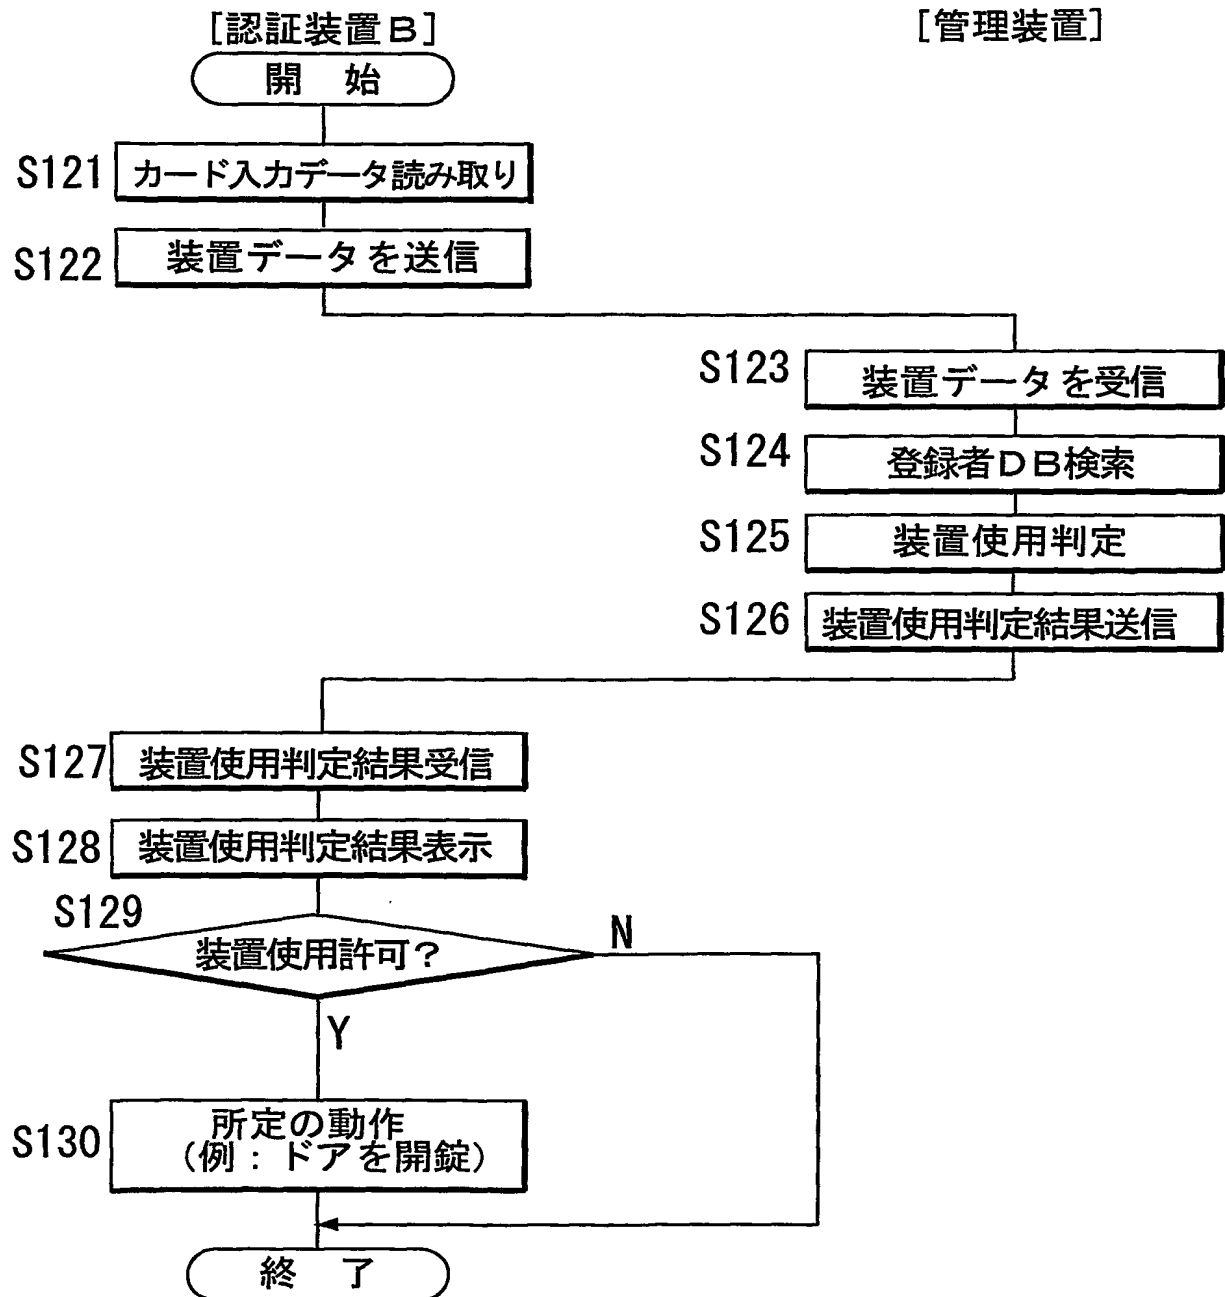 [認証装置B]
[管理装置]
開 始
S121
カード入力データ読み取り
S122
装置データを送信
S123
装置データを受信
S124
登録者DB検索
S125
装置使用判定
S126
装置使用判定結果送信
S127
装置使用判定結果受信
S128
装置使用判定結果表示
S129
装置使用許可?
N
Y
S130
所定の動作
(例:ドアを開錠)
終 了